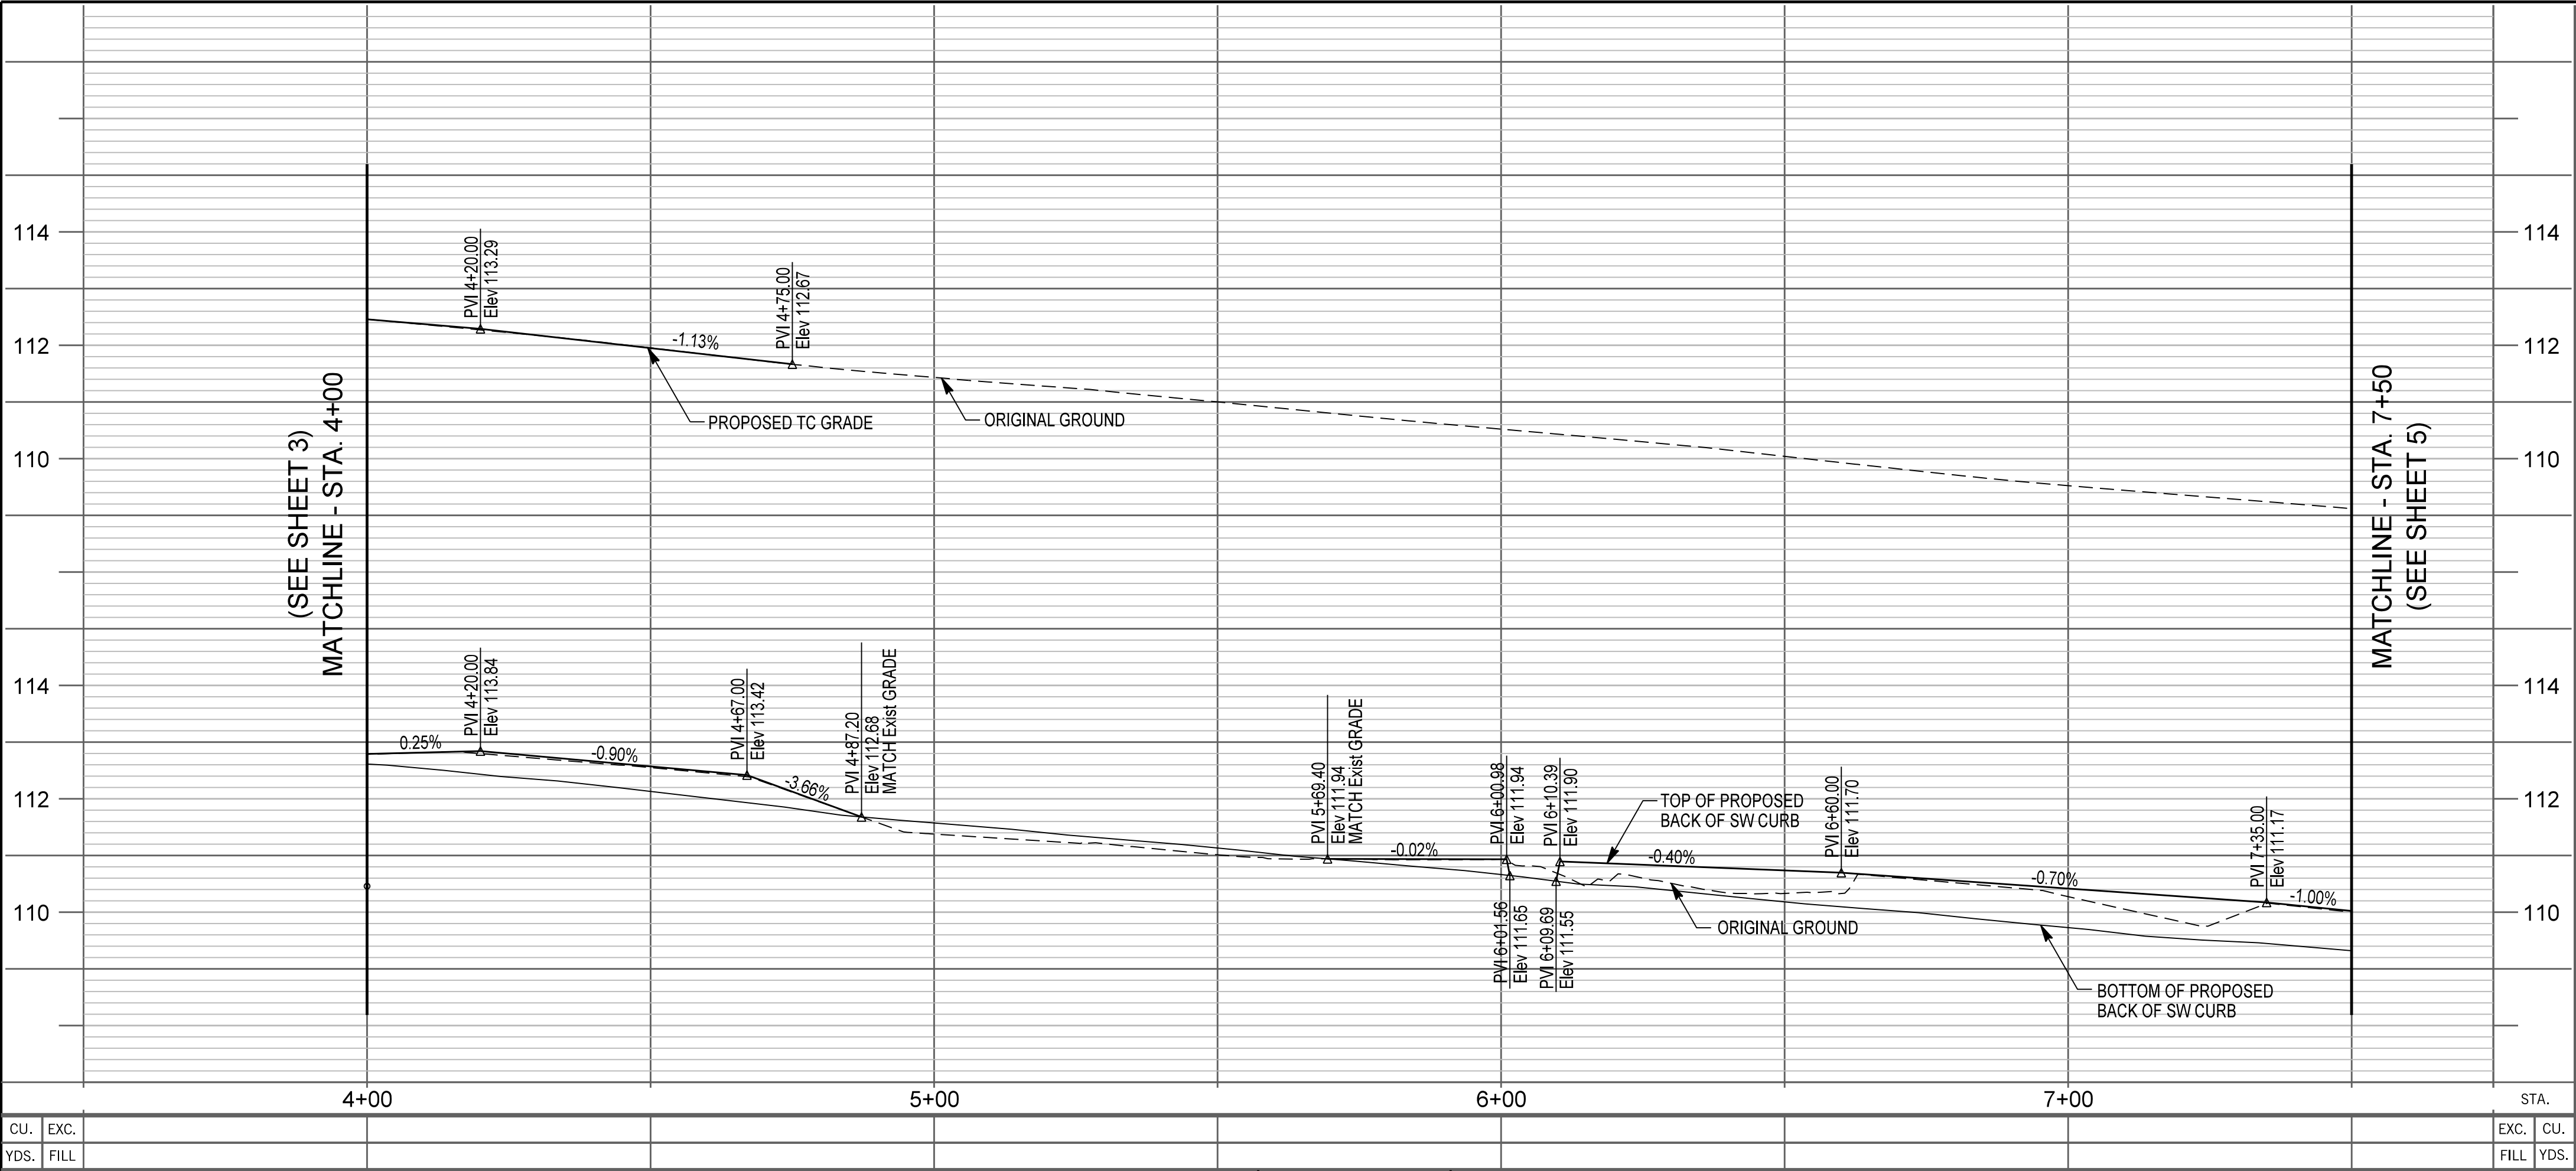 114
112
110
114
112
110
(SEE SHEET 3)
MATCHLINE - STA. 4+00
PVI 4+20.00
Elev 113.29
-1.13%
PROPOSED TC GRADE
PVI 4+75.00
Elev 112.67
ORIGINAL GROUND
0.25%
PVI 4+20.00
Elev 113.84
-0.90%
PVI 4+67.00
Elev 113.42
-3.66%
PVI 4+87.20
Elev 112.68
MATCH Exist GRADE
PVI 5+69.40
Elev 111.94
MATCH Exist GRADE
-0.02%
PVI 6+00.98
Elev 111.94
PVI 6+01.56
Elev 111.65
PVI 6+09.69
Elev 111.55
PVI 6+10.39
Elev 111.90
TOP OF PROPOSED
BACK OF SW CURB
-0.40%
ORIGINAL GROUND
PVI 6+60.00
Elev 111.70
-0.70%
BOTTOM OF PROPOSED
BACK OF SW CURB
PVI 7+35.00
Elev 111.17
-1.00%
MATCHLINE - STA. 7+50
(SEE SHEET 5)
114
112
110
114
112
110
4+00 5+00 6+00 7+00 STA.
CU. EXC. EXC. CU.
YDS. FILL FILL YDS.